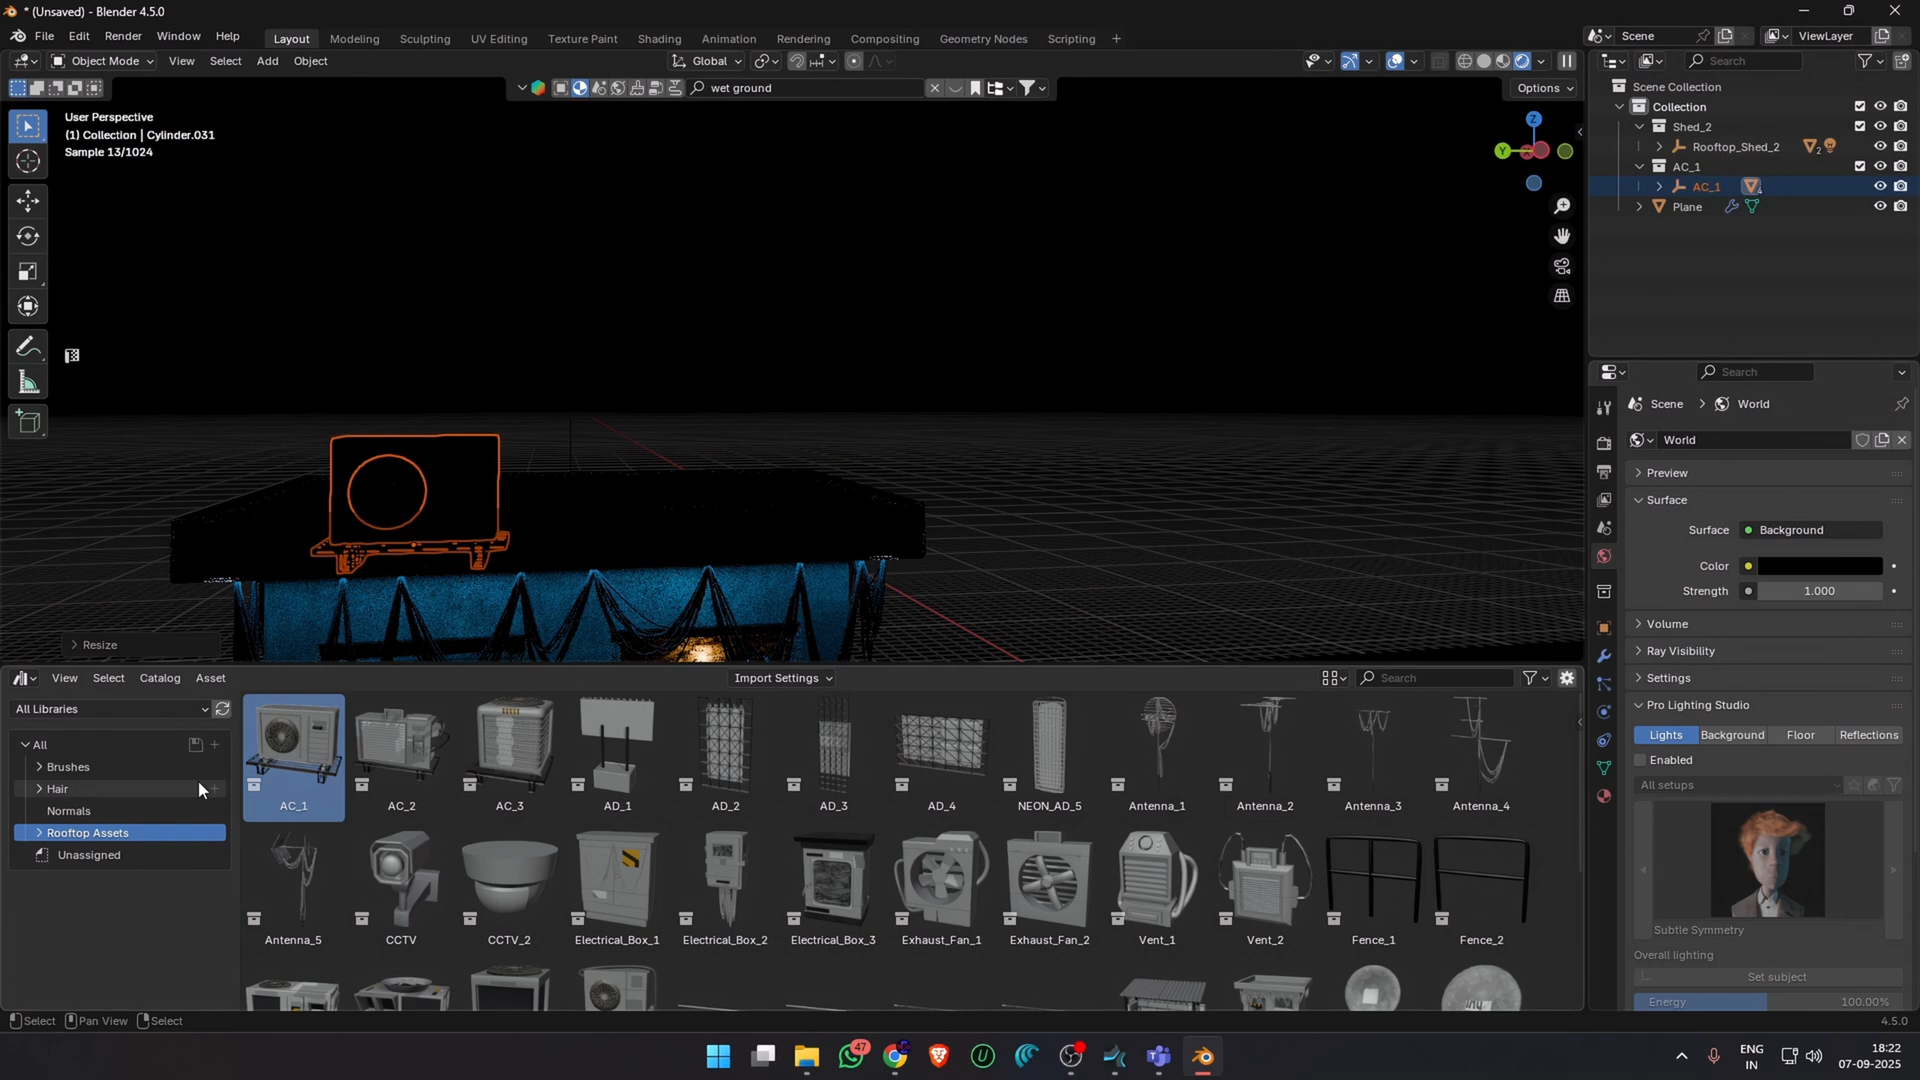 * (Unsaved) - Blender 4.5.0
File Edit Render Window Help
Layout Modeling Sculpting UV Editing Texture Paint Shading Animation Rendering Compositing Geometry Nodes Scripting +
Scene ViewLayer
Object Mode View Select Add Object Global
Search
wet ground Options
User Perspective
(1) Collection | Cylinder.031
Sample 13/1024
Z
Y
Scene Collection
Collection
Shed_2
Rooftop_Shed_2 2
AC_1
AC_1 4
Plane
Search
Scene > World
World
Preview
Surface
Surface Background
Color
Strength 1.000
Volume
Ray Visibility
Settings
Pro Lighting Studio
Lights Background Floor Reflections
Enabled
All setups
Subtle Symmetry
Overall lighting
Set subject
Energy 100.00%
Resize
View Select Catalog Asset Import Settings Search
All Libraries
All
Brushes
Hair
Normals
Rooftop Assets
Unassigned
AC_1 AC_2 AC_3 AD_1 AD_2 AD_3 AD_4 NEON_AD_5 Antenna_1 Antenna_2 Antenna_3 Antenna_4
Antenna_5 CCTV CCTV_2 Electrical_Box_1 Electrical_Box_2 Electrical_Box_3 Exhaust_Fan_1 Exhaust_Fan_2 Vent_1 Vent_2 Fence_1 Fence_2
Select Pan View Select 4.5.0
47
ENG
IN
18:22
07-09-2025